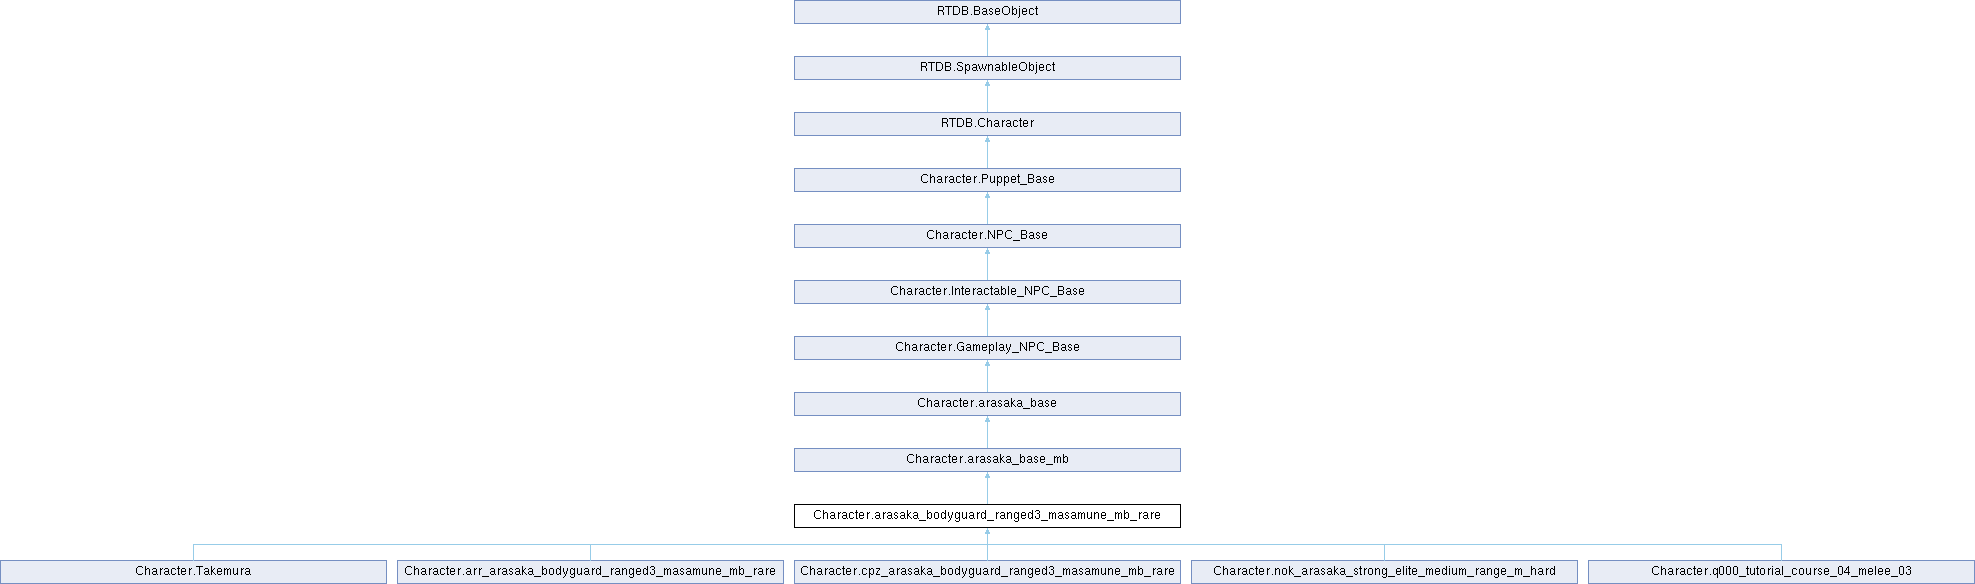 RTDB.BaseObject
RTDB.SpawnableObject
RTDB.Character
Character.Puppet_Base
Character.NPC_Base
Character.Interactable_NPC_Base
Character.Gameplay_NPC_Base
Character.arasaka_base
Character.arasaka_base_mb
Character.arasaka_bodyguard_ranged3_masamune_mb_rare
Character.Takemura
Character.arr_arasaka_bodyguard_ranged3_masamune_mb_rare
Character.cpz_arasaka_bodyguard_ranged3_masamune_mb_rare
Character.nok_arasaka_strong_elite_medium_range_m_hard
Character.q000_tutorial_course_04_melee_03